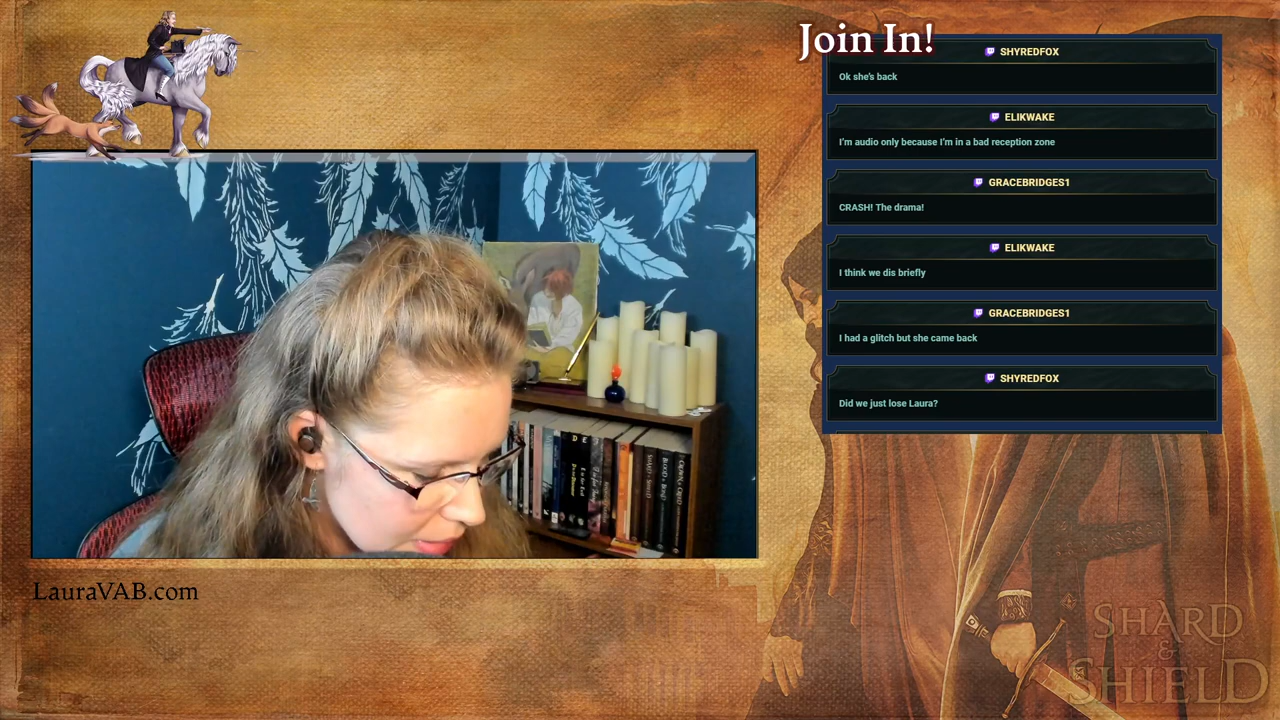 Join In!
SHYREDFOX
Ok she's back
ELIKWAKE
I'm audio only because I'm in a bad reception zone
GRACEBRIDGES1
CRASH! The drama!
ELIKWAKE
I think we dis briefly
GRACEBRIDGES1
I had a glitch but she came back
SHYREDFOX
Did we just lose Laura?
LauraVAB.com
SHARD
&
SHIELD